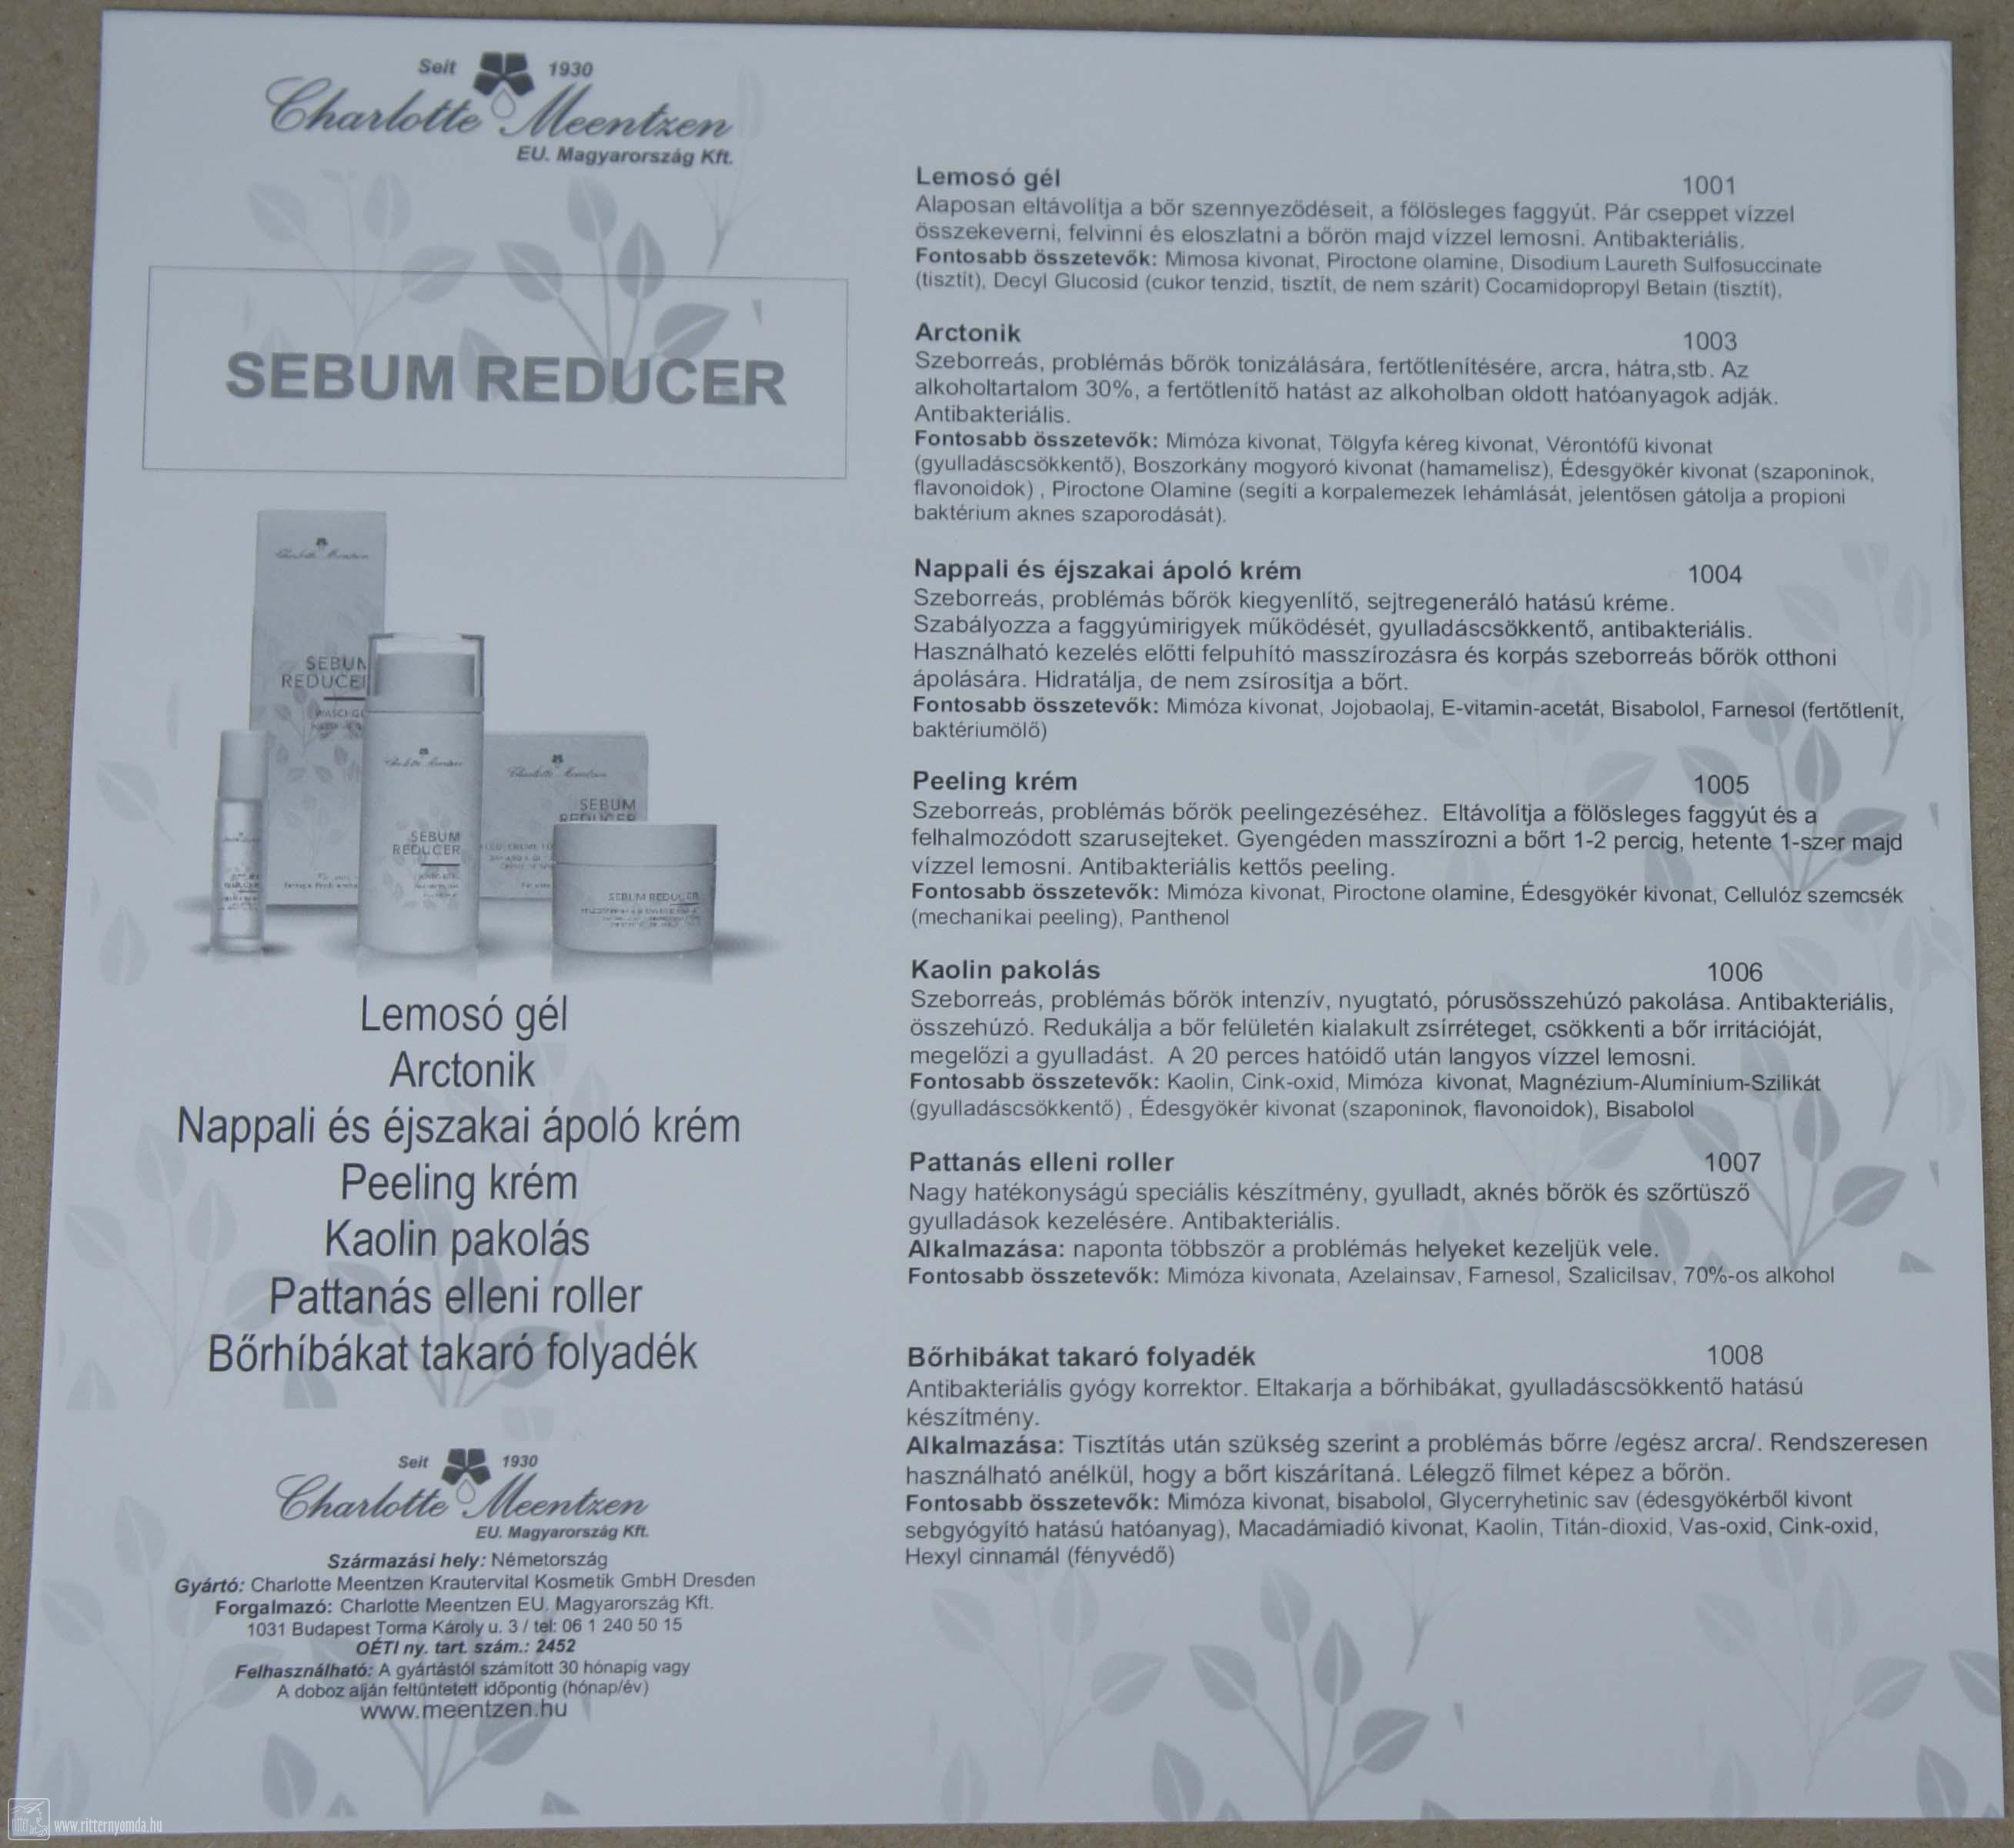 Seit 1930
Charlotte Meentzen
EU. Magyarország Kft.
SEBUM REDUCER
Charlotte Meentzen
SEBUM
REDUCER
Charlotte Meentzen
SEBUM
REDUCER
Charlotte Meentzen
SEBUM
REDUCER
SEBUM REDUCER
Lemosó gél
Arctonik
Nappali és éjszakai ápoló krém
Peeling krém
Kaolin pakolás
Pattanás elleni roller
Bőrhíbákat takaró folyadék
Seit 1930
Charlotte Meentzen
EU. Magyarország Kft.
Származási hely: Németország
Gyártó: Charlotte Meentzen Krautervital Kosmetik GmbH Dresden
Forgalmazó: Charlotte Meentzen EU. Magyarország Kft.
1031 Budapest Torma Károly u. 3 / tel: 06 1 240 50 15
OÉTI ny. tart. szám.: 2452
Felhasználható: A gyártástól számított 30 hónapig vagy
A doboz alján feltüntetett időpontig (hónap/év)
www.meentzen.hu
Lemosó gél 1001
Alaposan eltávolítja a bőr szennyeződéseit, a fölösleges faggyút. Pár cseppet vízzel
összekeverni, felvinni és eloszlatni a bőrön majd vízzel lemosni. Antibakteriális.
Fontosabb összetevők: Mimosa kivonat, Piroctone olamine, Disodium Laureth Sulfosuccinate
(tisztít), Decyl Glucosid (cukor tenzid, tisztít, de nem szárít) Cocamidopropyl Betain (tisztít),
Arctonik 1003
Szeborreás, problémás bőrök tonizálására, fertőtlenítésére, arcra, hátra,stb. Az
alkoholtartalom 30%, a fertőtlenítő hatást az alkoholban oldott hatóanyagok adják.
Antibakteriális.
Fontosabb összetevők: Mimóza kivonat, Tölgyfa kéreg kivonat, Vérontófű kivonat
(gyulladáscsökkentő), Boszorkány mogyoró kivonat (hamamelisz), Édesgyökér kivonat (szaponinok,
flavonoidok) , Piroctone Olamine (segíti a korpalemezek lehámlását, jelentősen gátolja a propioni
baktérium aknes szaporodását).
Nappali és éjszakai ápoló krém 1004
Szeborreás, problémás bőrök kiegyenlítő, sejtregeneráló hatású kréme.
Szabályozza a faggyúmirigyek működését, gyulladáscsökkentő, antibakteriális.
Használható kezelés előtti felpuhító masszírozásra és korpás szeborreás bőrök otthoni
ápolására. Hidratálja, de nem zsírosítja a bőrt.
Fontosabb összetevők: Mimóza kivonat, Jojobaolaj, E-vitamin-acetát, Bisabolol, Farnesol (fertőtlenít,
baktériumölő)
Peeling krém 1005
Szeborreás, problémás bőrök peelingezéséhez. Eltávolítja a fölösleges faggyút és a
felhalmozódott szarusejteket. Gyengéden masszírozni a bőrt 1-2 percig, hetente 1-szer majd
vízzel lemosni. Antibakteriális kettős peeling.
Fontosabb összetevők: Mimóza kivonat, Piroctone olamine, Édesgyökér kivonat, Cellulóz szemcsék
(mechanikai peeling), Panthenol
Kaolin pakolás 1006
Szeborreás, problémás bőrök intenzív, nyugtató, pórusösszehúzó pakolása. Antibakteriális,
összehúzó. Redukálja a bőr felületén kialakult zsírréteget, csökkenti a bőr irritációját,
megelőzi a gyulladást. A 20 perces hatóidő után langyos vízzel lemosni.
Fontosabb összetevők: Kaolin, Cink-oxid, Mimóza kivonat, Magnézium-Alumínium-Szilikát
(gyulladáscsökkentő) , Édesgyökér kivonat (szaponinok, flavonoidok), Bisabolol
Pattanás elleni roller 1007
Nagy hatékonyságú speciális készítmény, gyulladt, aknés bőrök és szőrtüsző
gyulladások kezelésére. Antibakteriális.
Alkalmazása: naponta többször a problémás helyeket kezeljük vele.
Fontosabb összetevők: Mimóza kivonata, Azelainsav, Farnesol, Szalicilsav, 70%-os alkohol
Bőrhibákat takaró folyadék 1008
Antibakteriális gyógy korrektor. Eltakarja a bőrhibákat, gyulladáscsökkentő hatású
készítmény.
Alkalmazása: Tisztítás után szükség szerint a problémás bőrre /egész arcra/. Rendszeresen
használható anélkül, hogy a bőrt kiszárítaná. Lélegző filmet képez a bőrön.
Fontosabb összetevők: Mimóza kivonat, bisabolol, Glycerryhetinic sav (édesgyökérből kivont
sebgyógyító hatású hatóanyag), Macadámiadió kivonat, Kaolin, Titán-dioxid, Vas-oxid, Cink-oxid,
Hexyl cinnamál (fényvédő)
www.ritternyomda.hu